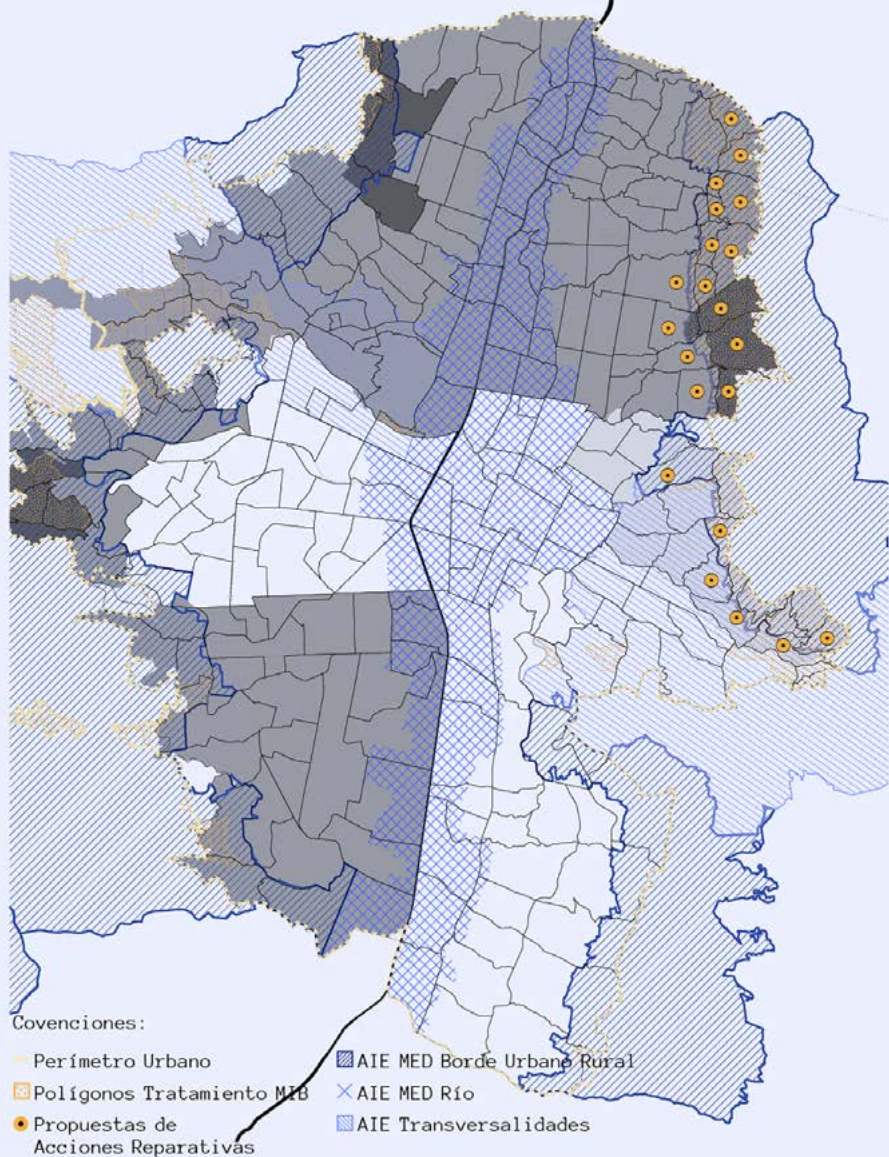 Covenciones:
Perímetro Urbano
Polígonos Tratamiento MIB
Propuestas de
Acciones Reparativas
AIE MED Borde Urbano Rural
AIE MED Río
AIE Transversalidades